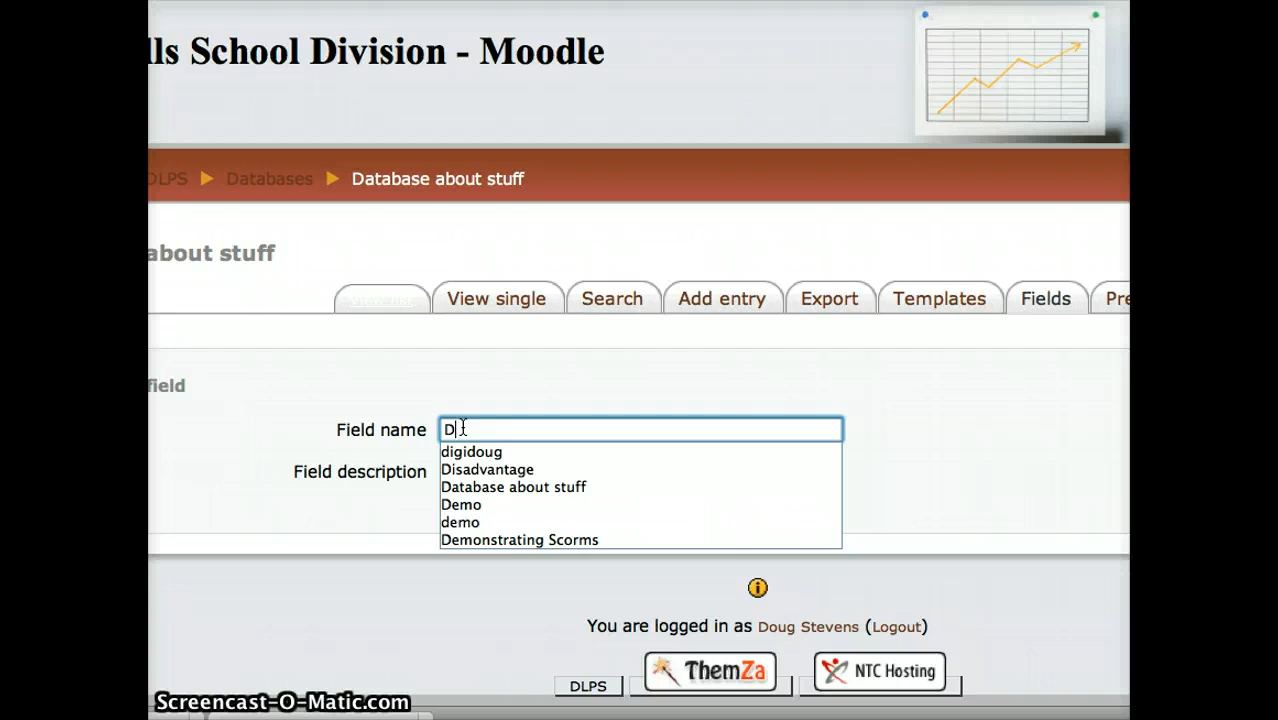 lls School Division - Moodle
DLPS Databases Database about stuff
about stuff
View single Search Add entry Export Templates Fields Pre
field
Field name D
digidoug
Disadvantage
Database about stuff
Demo
demo
Demonstrating Scorms
Field description
You are logged in as Doug Stevens (Logout)
ThemZa NTC Hosting
DLPS
Screencast-O-Matic.com